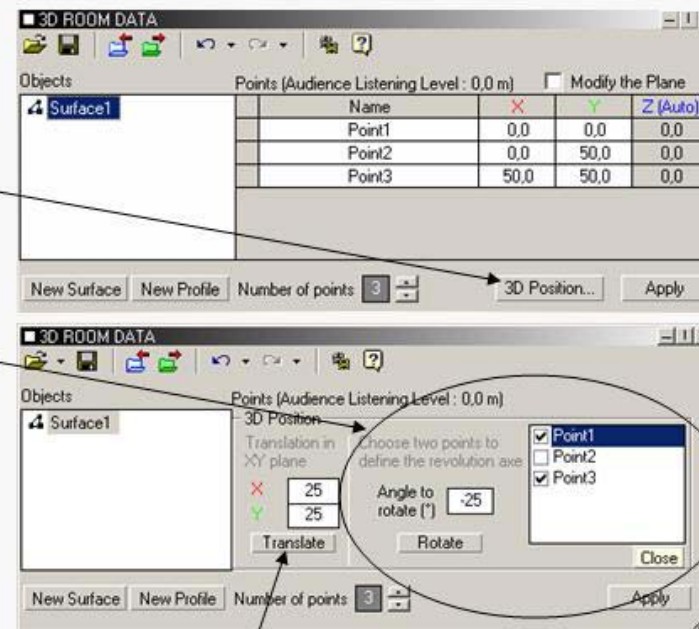 3D ROOM DATA
Objects
Points (Audience Listening Level : 0,0 m)
Modify the Plane
Surface1
Name X Y Z (Auto)
Point1 0,0 0,0 0,0
Point2 0,0 50,0 0,0
Point3 50,0 50,0 0,0
New Surface New Profile Number of points 3 3D Position... Apply
3D ROOM DATA
Objects
Points (Audience Listening Level : 0,0 m)
Surface1
3D Position
Translation in XY plane
X 25
Y 25
Translate
Choose two points to
define the revolution axe
Angle to
rotate (°) -25
Rotate
Point1
Point2
Point3
Close
New Surface New Profile Number of points 3 Apply